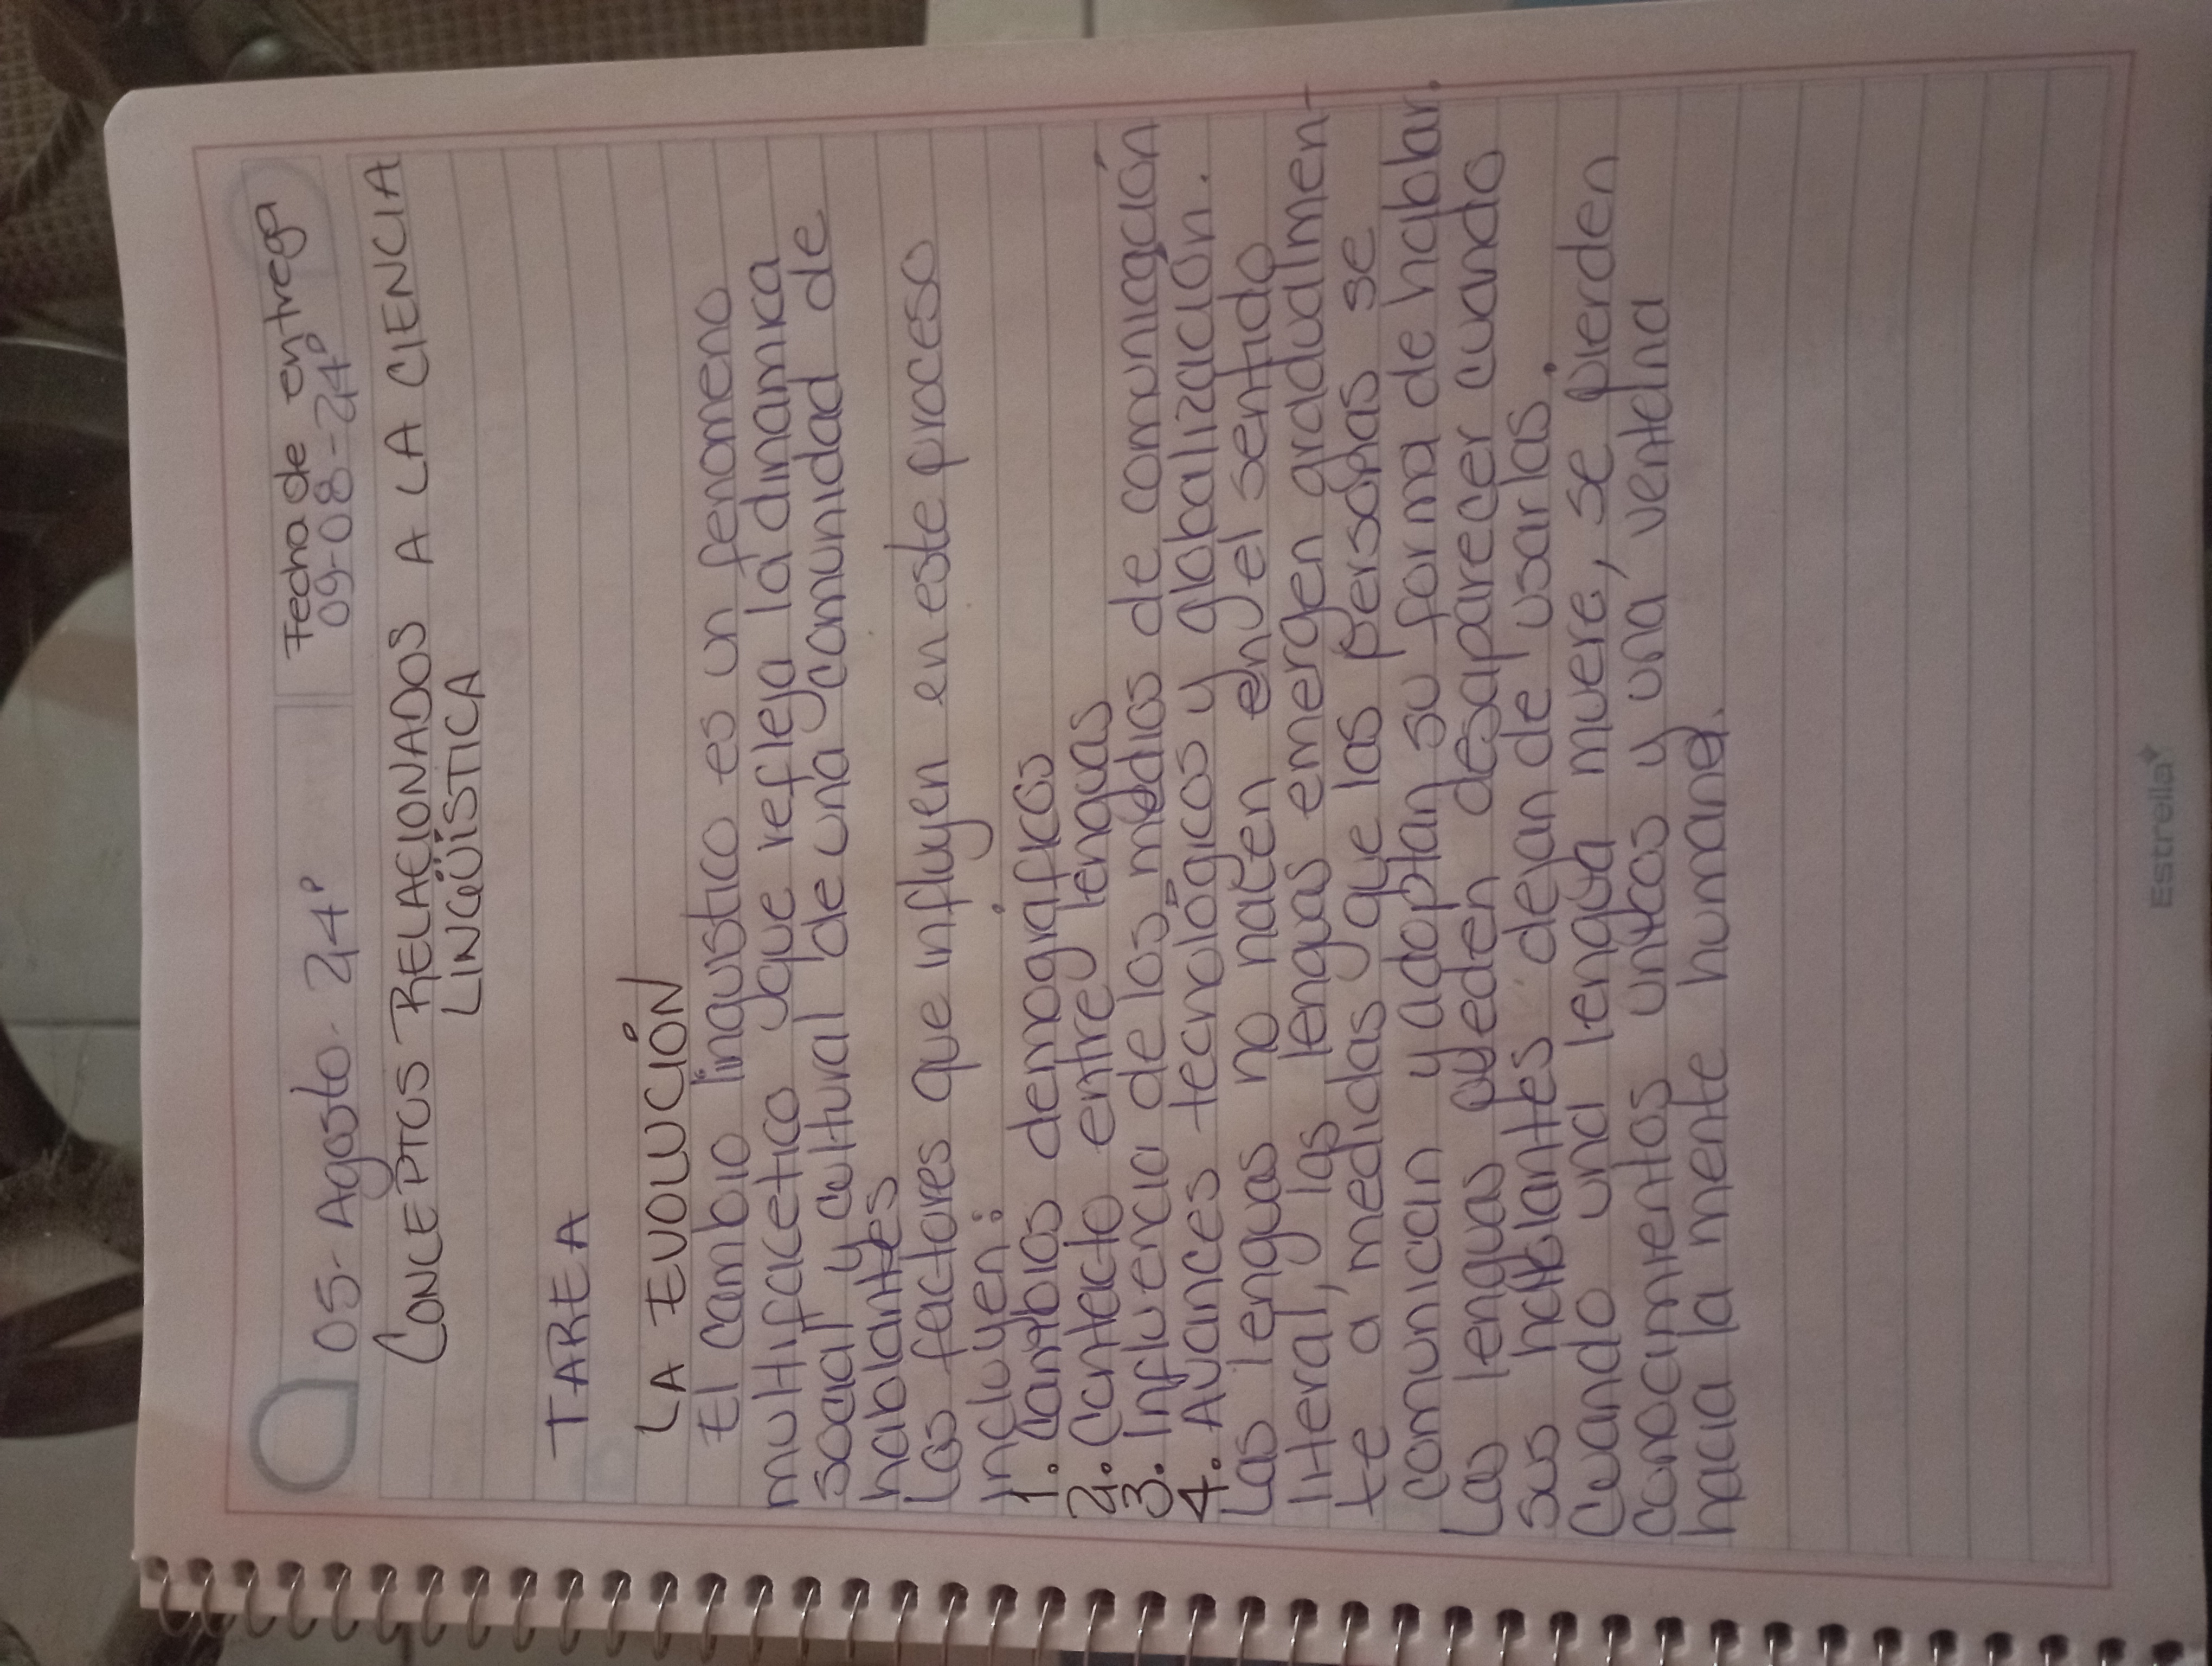 05-Agosto-24°
Fecha de entrega
09-08-24°
CONCEPTOS RELACIONADOS A LA CIENCIA
LINGÜÍSTICA
TAREA
LA EVOLUCIÓN
El cambio linguistico es un fenomeno
multifacetico que refleja la dinamica
social y cultural de una comunidad de
hablantes
Los factores que influyen en este proceso
incluyen:
1. Cambios demográficos
2. Contacto entre lenguas
3. Influencia de los medios de comunicación
4. Avances tecnológicos y globalización.
Las lenguas no nacen en el sentido
literal, las lenguas emergen gradualmen-
te a medidas que las personas se
comunican y adoptan su forma de hablar.
Las lenguas pueden desaparecer cuando
sus hablantes dejan de usarlas.
Cuando una lengua muere, se pierden
conocimientos unicos y una ventana
hacia la mente humana.
Estrella